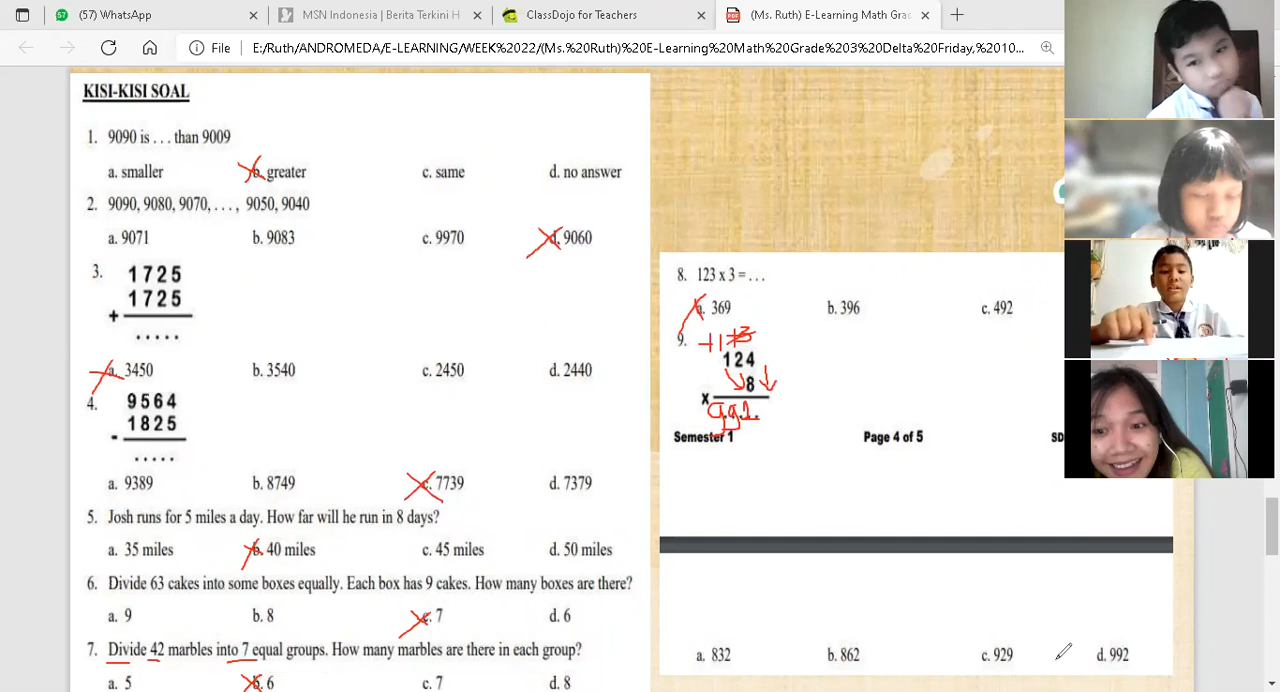 (57) WhatsApp
MSN Indonesia | Berita Terkini H
ClassDojo for Teachers
(Ms. Ruth) E-Learning Math Gra
File
E:/Ruth/ANDROMEDA/E-LEARNING/WEEK%202022/(Ms.%20Ruth)%20E-Learning%20Math%20Grade%203%20Delta%20Friday,%2010...
KISI-KISI SOAL
1. 9090 is . . . than 9009
a. smaller b. greater c. same d. no answer
2. 9090, 9080, 9070, . . . , 9050, 9040
a. 9071 b. 9083 c. 9970 d. 9060
3. 1725
1725
+
.....
a. 3450 b. 3540 c. 2450 d. 2440
4. 9564
1825
-
.....
a. 9389 b. 8749 c. 7739 d. 7379
5. Josh runs for 5 miles a day. How far will he run in 8 days?
a. 35 miles b. 40 miles c. 45 miles d. 50 miles
6. Divide 63 cakes into some boxes equally. Each box has 9 cakes. How many boxes are there?
a. 9 b. 8 c. 7 d. 6
7. Divide 42 marbles into 7 equal groups. How many marbles are there in each group?
a. 5 b. 6 c. 7 d. 8
8. 123 x 3 = . . .
a. 369 b. 396 c. 492
9. +1 +3
124
8
x
992
Semester 1 Page 4 of 5 SD
a. 832 b. 862 c. 929 d. 992